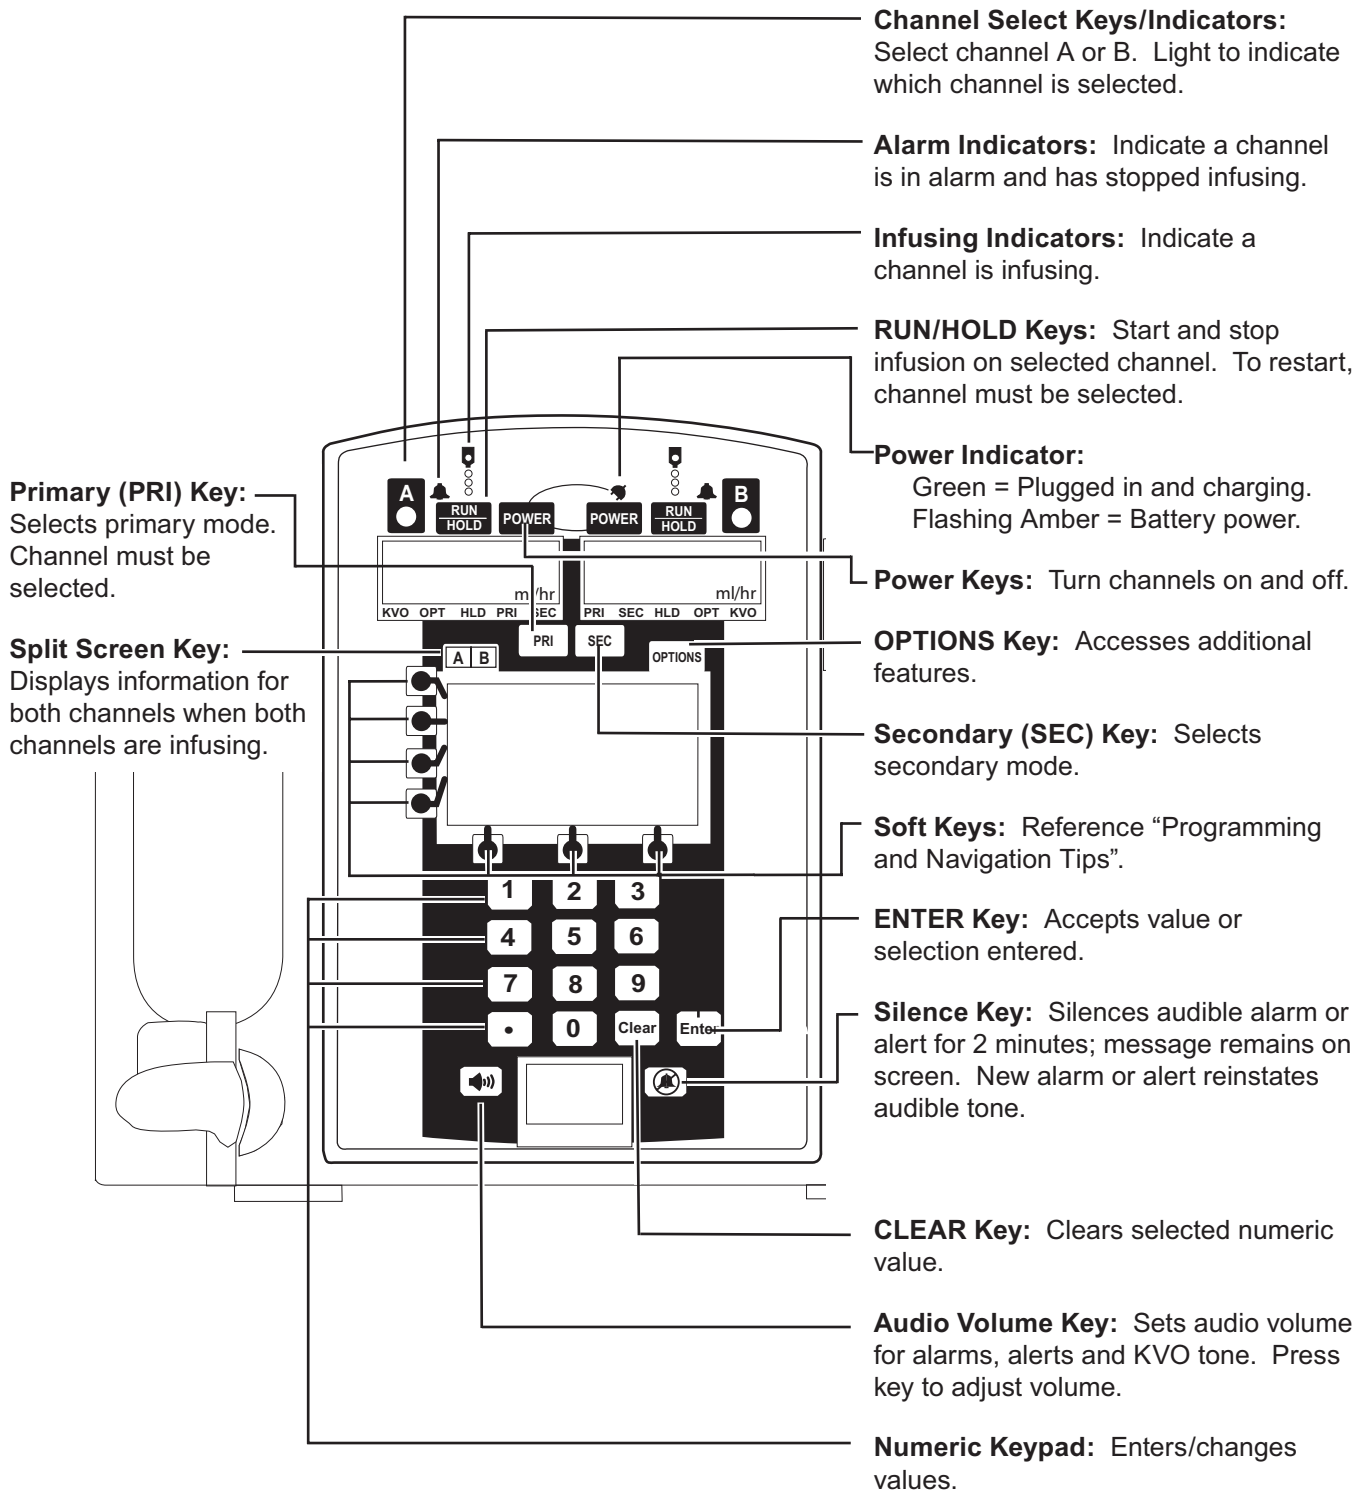 Channel Select Keys/Indicators:
Select channel A or B. Light to indicate
which channel is selected.
Alarm Indicators: Indicate a channel
is in alarm and has stopped infusing.
Infusing Indicators: Indicate a
channel is infusing.
RUN/HOLD Keys: Start and stop
infusion on selected channel. To restart,
channel must be selected.
Power Indicator:
Green = Plugged in and charging.
Flashing Amber = Battery power.
Power Keys: Turn channels on and off.
OPTIONS Key: Accesses additional
features.
Secondary (SEC) Key: Selects
secondary mode.
Soft Keys: Reference “Programming
and Navigation Tips”.
ENTER Key: Accepts value or
selection entered.
Silence Key: Silences audible alarm or
alert for 2 minutes; message remains on
screen. New alarm or alert reinstates
audible tone.
CLEAR Key: Clears selected numeric
value.
Audio Volume Key: Sets audio volume
for alarms, alerts and KVO tone. Press
key to adjust volume.
Numeric Keypad: Enters/changes
values.
Primary (PRI) Key:
Selects primary mode.
Channel must be
selected.
Split Screen Key:
Displays information for
both channels when both
channels are infusing.
A B
RUN HOLD POWER POWER RUN HOLD
ml/hr ml/hr
KVO OPT HLD PRI SEC PRI SEC HLD OPT KVO
PRI SEC
A B OPTIONS
1 2 3
4 5 6
7 8 9
. 0 Clear Enter